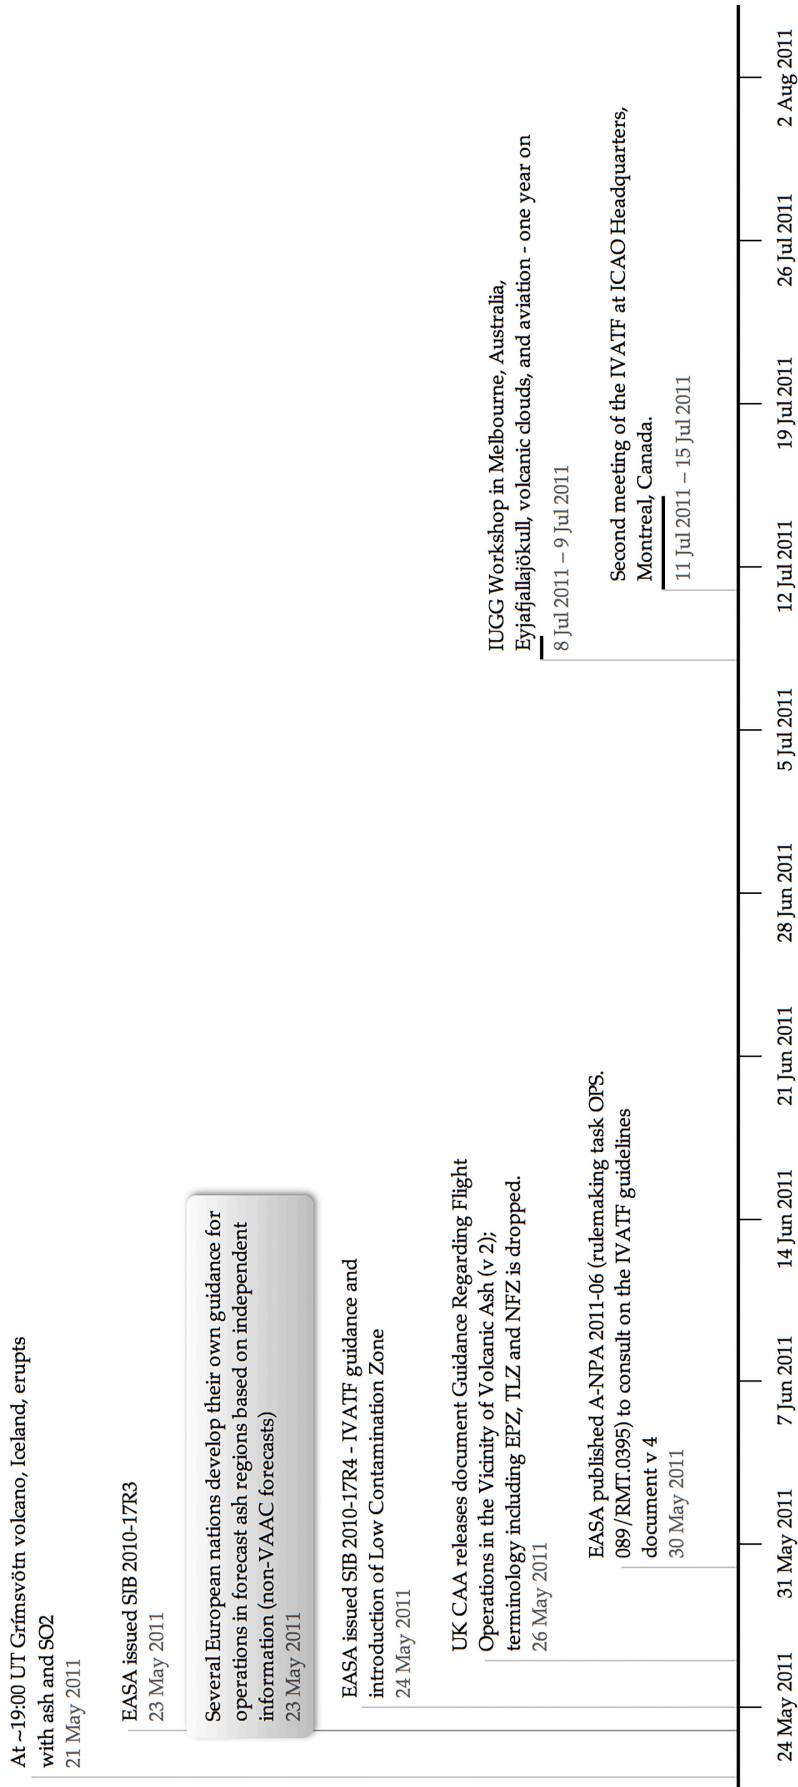 At ~19:00 UT Grímsvötn volcano, Iceland, erupts
with ash and SO2
21 May 2011
EASA issued SIB 2010-17R3
23 May 2011
Several European nations develop their own guidance for
operations in forecast ash regions based on independent
information (non-VAAC forecasts)
23 May 2011
EASA issued SIB 2010-17R4 - IVATF guidance and
introduction of Low Contamination Zone
24 May 2011
UK CAA releases document Guidance Regarding Flight
Operations in the Vicinity of Volcanic Ash (v 2);
terminology including EPZ, TLZ and NFZ is dropped.
26 May 2011
EASA published A-NPA 2011-06 (rulemaking task OPS.
089/RMT.0395) to consult on the IVATF guidelines
document v 4
30 May 2011
IUGG Workshop in Melbourne, Australia,
Eyjafjallajökull, volcanic clouds, and aviation - one year on
8 Jul 2011 – 9 Jul 2011
Second meeting of the IVATF at ICAO Headquarters,
Montreal, Canada.
11 Jul 2011 – 15 Jul 2011
24 May 2011
31 May 2011
7 Jun 2011
14 Jun 2011
21 Jun 2011
28 Jun 2011
5 Jul 2011
12 Jul 2011
19 Jul 2011
26 Jul 2011
2 Aug 2011